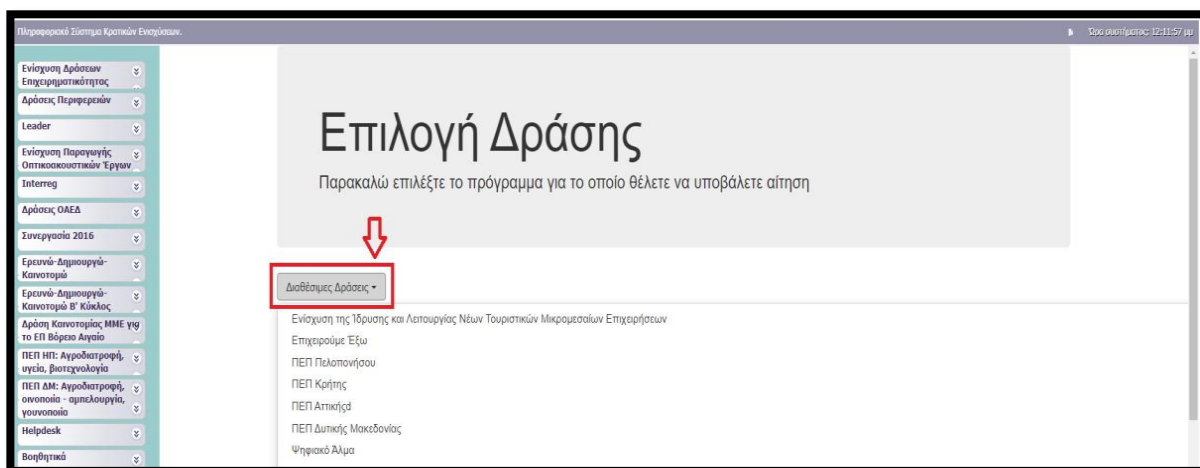 Πληροφοριακό Σύστημα Κρατικών Ενισχύσεων.
Ώρα συστήματος: 12:11:57 μμ
Ενίσχυση Δράσεων
Επιχειρηματικότητας
Δράσεις Περιφερειών
Leader
Ενίσχυση Παραγωγής
Οπτικοακουστικών Έργων
Interreg
Δράσεις ΟΑΕΔ
Συνεργασία 2016
Ερευνώ-Δημιουργώ-
Καινοτομώ
Ερευνώ-Δημιουργώ-
Καινοτομώ Β' Κύκλος
Δράση Καινοτομίας ΜΜΕ για
το ΕΠ Βόρειο Αιγαίο
ΠΕΠ ΗΠ: Αγροδιατροφή,
υγεία, βιοτεχνολογία
ΠΕΠ ΔΜ: Αγροδιατροφή,
οινοποιία - αμπελουργία,
γουνοποιία
Helpdesk
Βοηθητικά
Επιλογή Δράσης
Παρακαλώ επιλέξτε το πρόγραμμα για το οποίο θέλετε να υποβάλετε αίτηση
Διαθέσιμες Δράσεις
Ενίσχυση της Ίδρυσης και Λειτουργίας Νέων Τουριστικών Μικρομεσαίων Επιχειρήσεων
Επιχειρούμε Έξω
ΠΕΠ Πελοπονήσου
ΠΕΠ Κρήτης
ΠΕΠ Αττικήςd
ΠΕΠ Δυτικής Μακεδονίας
Ψηφιακό Άλμα